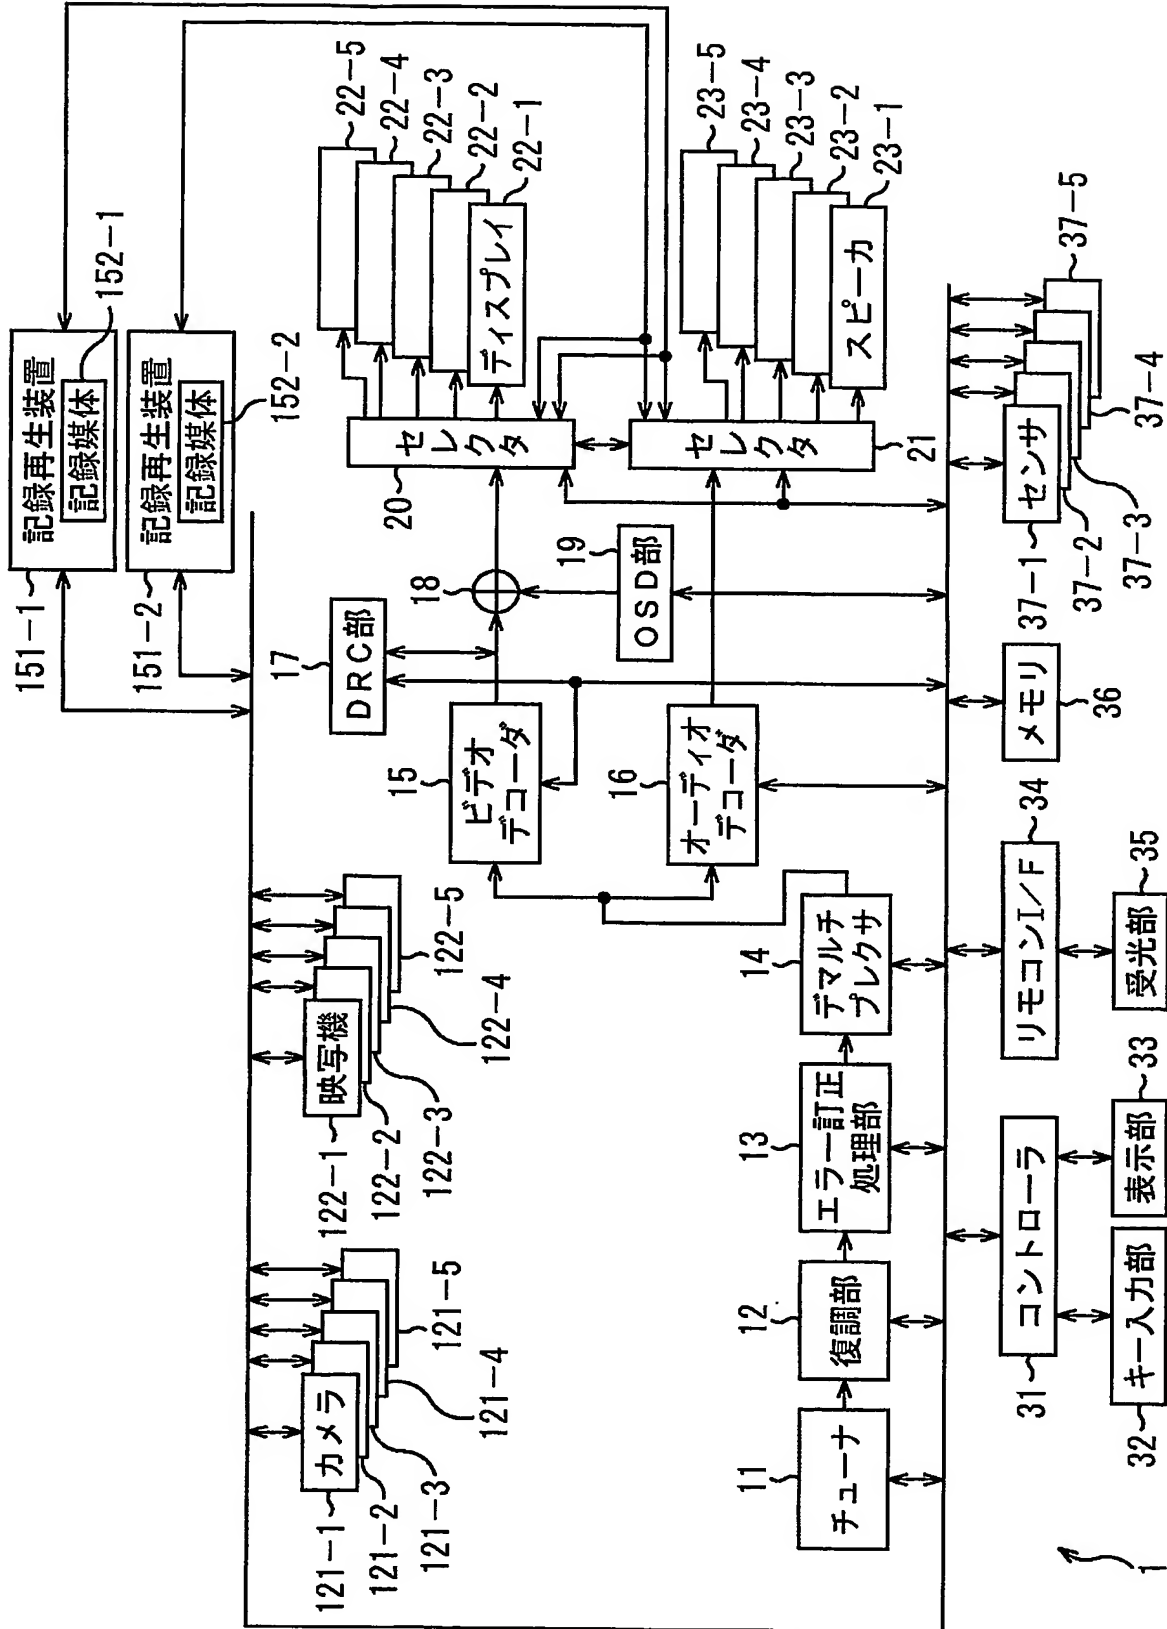 151-1
記録再生装置
記録媒体
152-1
151-2
記録再生装置
記録媒体
152-2
121-1
カメラ
121-2
121-3
121-4
121-5
122-1
映写機
122-2
122-3
122-4
122-5
17
DRC部
15
ビデオ
デコーダ
16
オーディオ
デコーダ
18
19
OSD部
20
セレクタ
21
セレクタ
22-5
22-4
22-3
22-2
22-1
ディスプレイ
23-5
23-4
23-3
23-2
23-1
スピーカ
11
チューナ
12
復調部
13
エラー訂正
処理部
14
デマルチ
プレクサ
31
コントローラ
32
キー入力部
33
表示部
34
リモコンI/F
35
受光部
36
メモリ
37-1
センサ
37-2
37-3
37-4
37-5
1